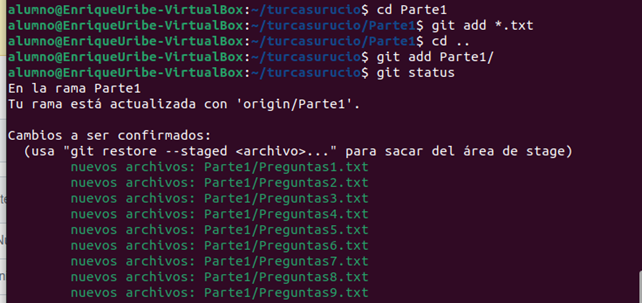 alumno@EnriqueUribe-VirtualBox:~/turcasurucio$ cd Parte1
alumno@EnriqueUribe-VirtualBox:~/turcasurucio/Parte1$ git add *.txt
alumno@EnriqueUribe-VirtualBox:~/turcasurucio/Parte1$ cd ..
alumno@EnriqueUribe-VirtualBox:~/turcasurucio$ git add Parte1/
alumno@EnriqueUribe-VirtualBox:~/turcasurucio$ git status
En la rama Parte1
Tu rama está actualizada con 'origin/Parte1'.
Cambios a ser confirmados:
(usa "git restore --staged <archivo>..." para sacar del área de stage)
nuevos archivos: Parte1/Preguntas1.txt
nuevos archivos: Parte1/Preguntas2.txt
nuevos archivos: Parte1/Preguntas3.txt
nuevos archivos: Parte1/Preguntas4.txt
nuevos archivos: Parte1/Preguntas5.txt
nuevos archivos: Parte1/Preguntas6.txt
nuevos archivos: Parte1/Preguntas7.txt
nuevos archivos: Parte1/Preguntas8.txt
nuevos archivos: Parte1/Preguntas9.txt